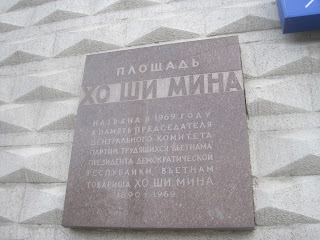 ПЛОЩАДЬ
ХО ШИ МИНА
НАЗВАНА В 1969 ГОДУ
В ПАМЯТЬ ПРЕДСЕДАТЕЛЯ
ЦЕНТРАЛЬНОГО КОМИТЕТА
ПАРТИИ ТРУДЯЩИХСЯ ВЬЕТНАМА
ПРЕЗИДЕНТА ДЕМОКРАТИЧЕСКОЙ
РЕСПУБЛИКИ ВЬЕТНАМ
ТОВАРИЩА ХО ШИ МИНА
1890-1969